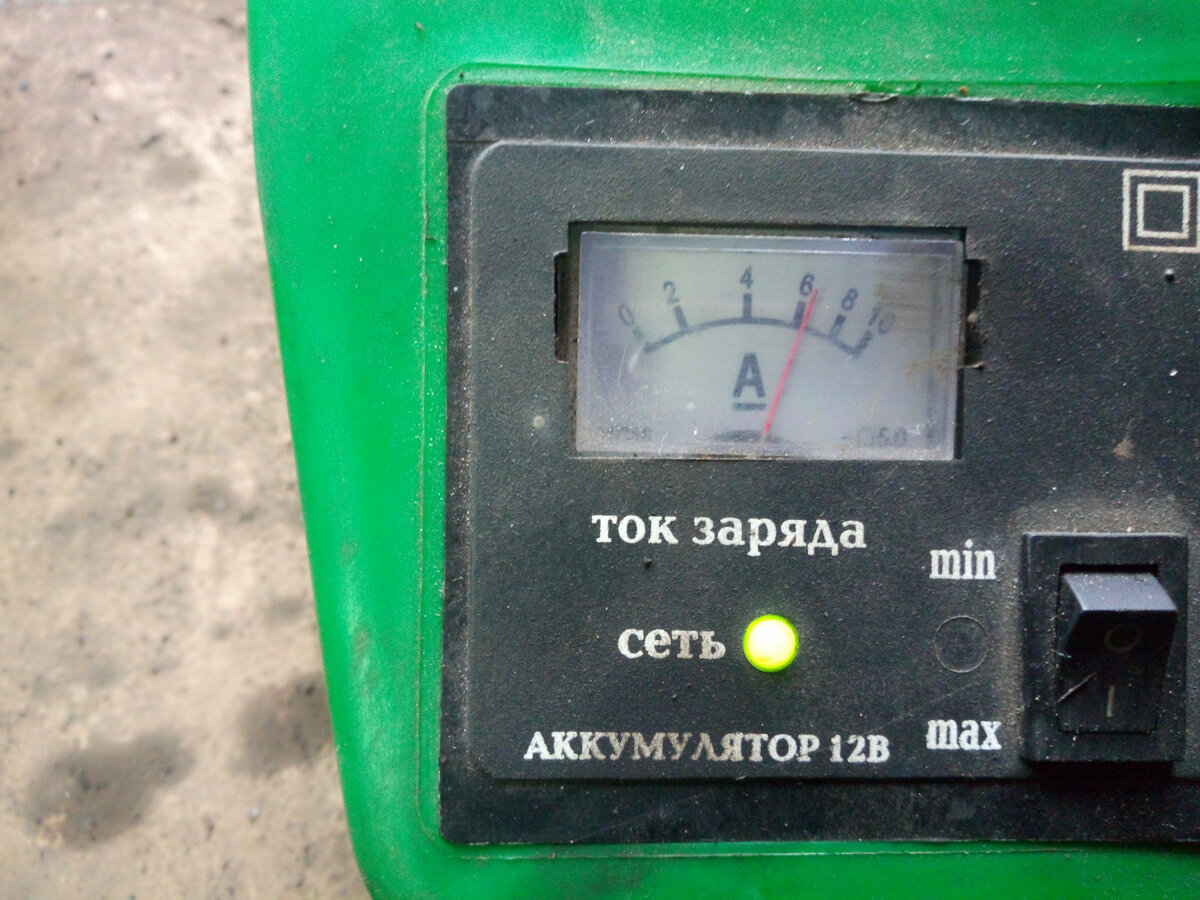 0 2 4 6 8 10
A
ток заряда
min
сеть
max
АККУМУЛЯТОР 12В